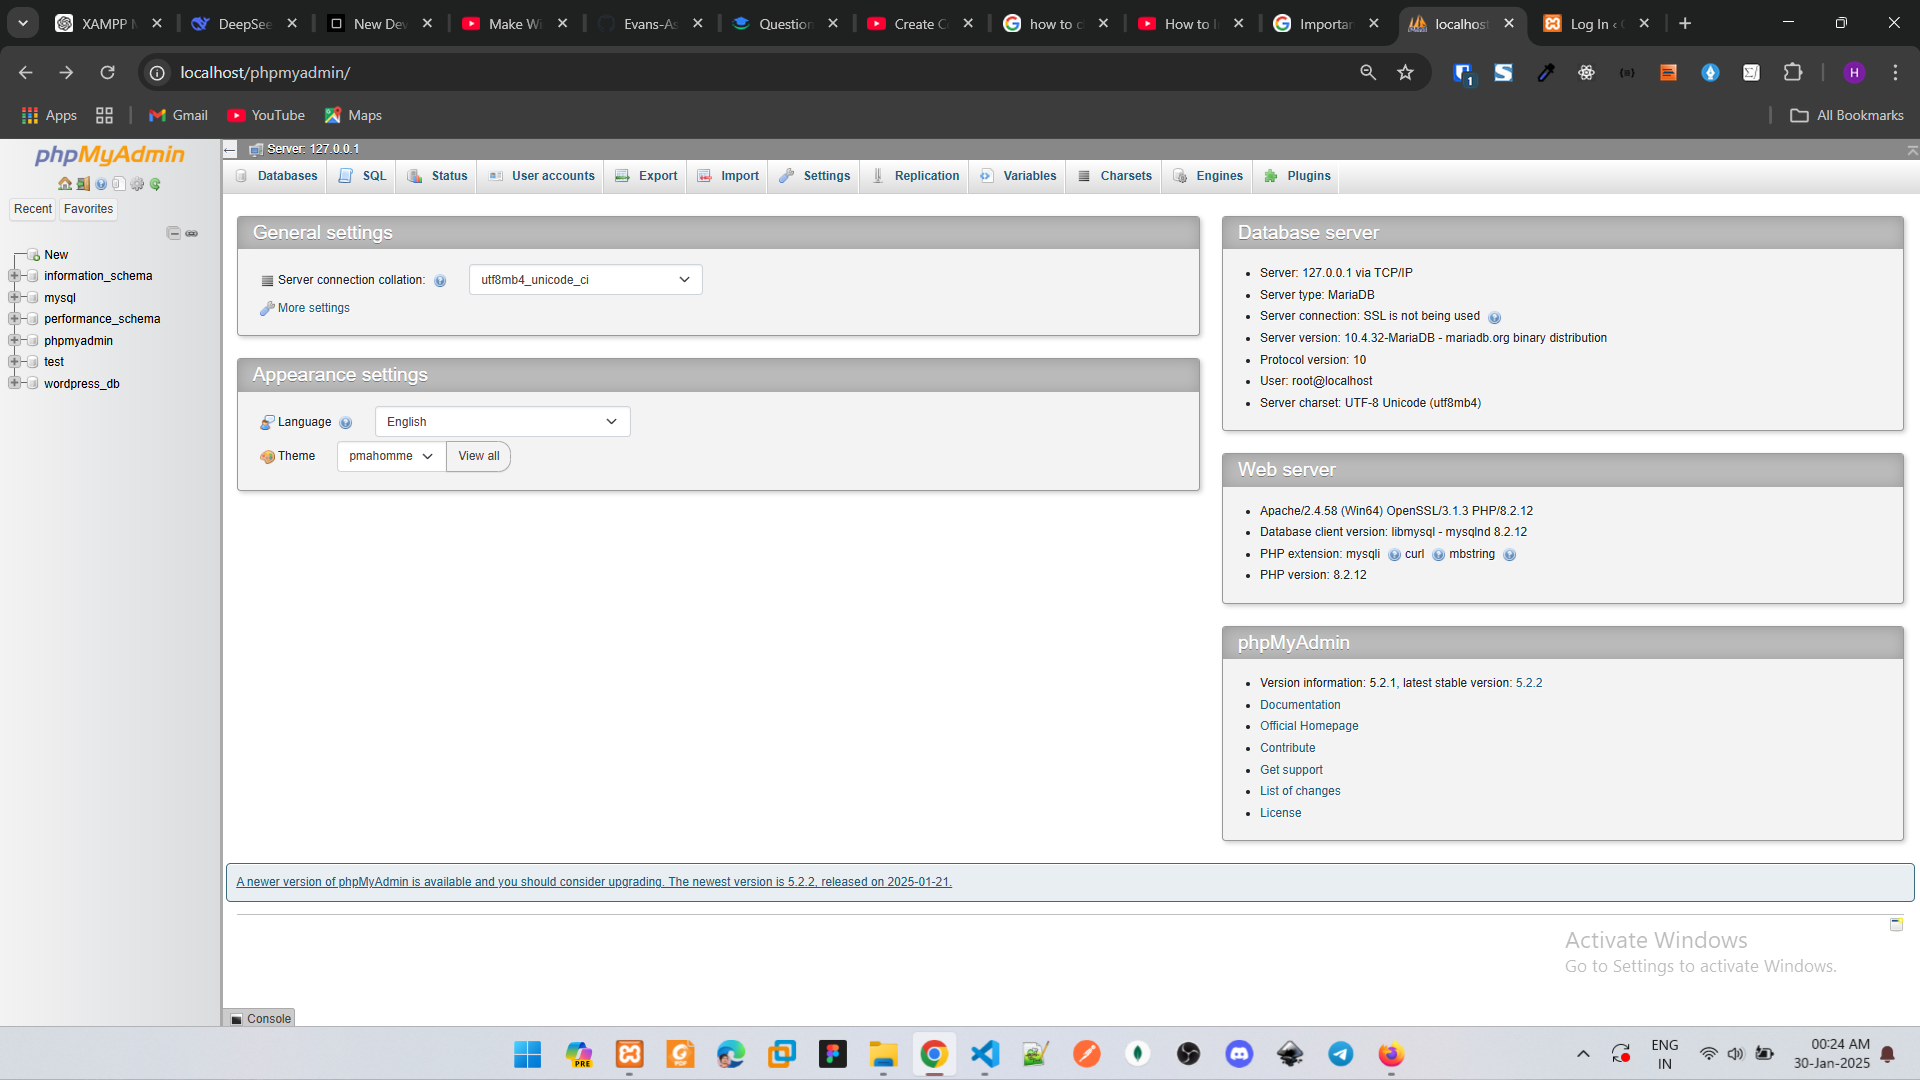 XAMPP M
DeepSee
New Dev
Make Wi
Evans-As
Question
Create C
how to c
How to I
Importan
localhost
Log In ‹
localhost/phpmyadmin/
1
H
Apps
Gmail
YouTube
Maps
All Bookmarks
phpMyAdmin
Recent
Favorites
New
information_schema
mysql
performance_schema
phpmyadmin
test
wordpress_db
Server: 127.0.0.1
Databases
SQL
Status
User accounts
Export
Import
Settings
Replication
Variables
Charsets
Engines
Plugins
General settings
Server connection collation:
utf8mb4_unicode_ci
More settings
Appearance settings
Language
English
Theme
pmahomme
View all
Database server
Server: 127.0.0.1 via TCP/IP
Server type: MariaDB
Server connection: SSL is not being used
Server version: 10.4.32-MariaDB - mariadb.org binary distribution
Protocol version: 10
User: root@localhost
Server charset: UTF-8 Unicode (utf8mb4)
Web server
Apache/2.4.58 (Win64) OpenSSL/3.1.3 PHP/8.2.12
Database client version: libmysql - mysqlnd 8.2.12
PHP extension: mysqli curl mbstring
PHP version: 8.2.12
phpMyAdmin
Version information: 5.2.1, latest stable version: 5.2.2
Documentation
Official Homepage
Contribute
Get support
List of changes
License
A newer version of phpMyAdmin is available and you should consider upgrading. The newest version is 5.2.2, released on 2025-01-21.
Activate Windows
Go to Settings to activate Windows.
Console
PRE
ENG
IN
00:24 AM
30-Jan-2025